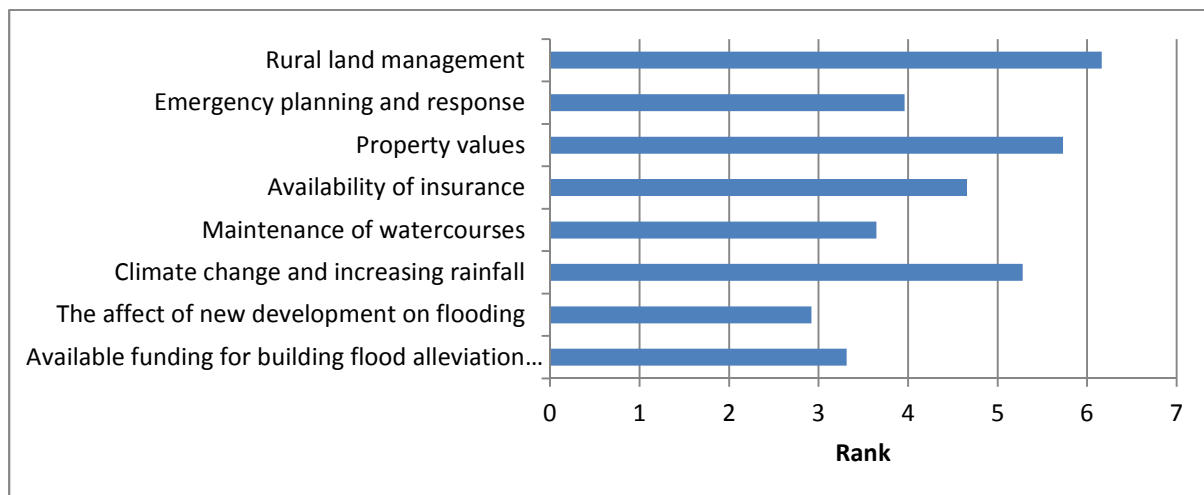 Rural land management
Emergency planning and response
Property values
Availability of insurance
Maintenance of watercourses
Climate change and increasing rainfall
The affect of new development on flooding
Available funding for building flood alleviation…
0 1 2 3 4 5 6 7
Rank